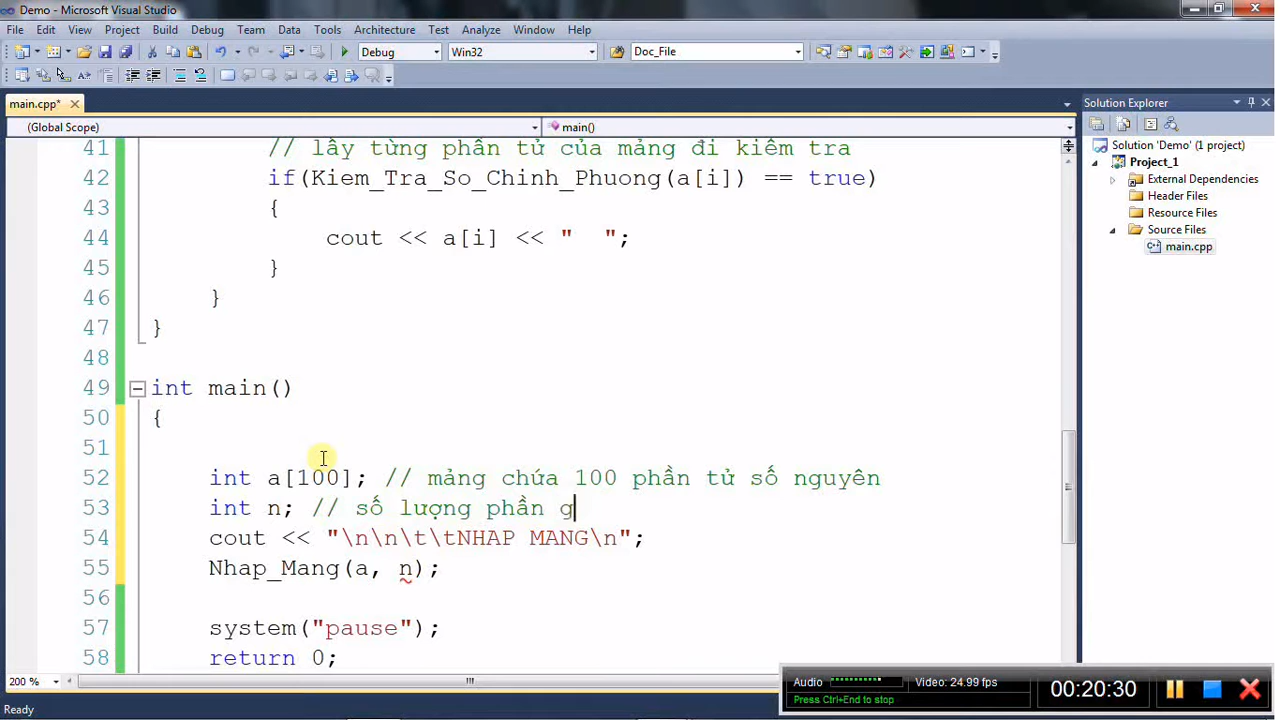 Demo - Microsoft Visual Studio
File Edit View Project Build Debug Team Data Tools Architecture Test Analyze Window Help
Debug Win32 Doc_File
main.cpp*
(Global Scope) main()
41 // lấy từng phần tử của mảng đi kiểm tra
42 if(Kiem_Tra_So_Chinh_Phuong(a[i]) == true)
43 {
44 cout << a[i] << "  ";
45 }
46 }
47 }
48
49 int main()
50 {
51
52 int a[100]; // mảng chứa 100 phần tử số nguyên
53 int n; // số lượng phần g
54 cout << "\n\n\t\tNHAP MANG\n";
55 Nhap_Mang(a, n);
56
57 system("pause");
58 return 0;
200 %
Ready
Solution Explorer
Solution 'Demo' (1 project)
Project_1
External Dependencies
Header Files
Resource Files
Source Files
main.cpp
Audio Video: 24.99 fps
Press Ctrl+End to stop
00:20:30